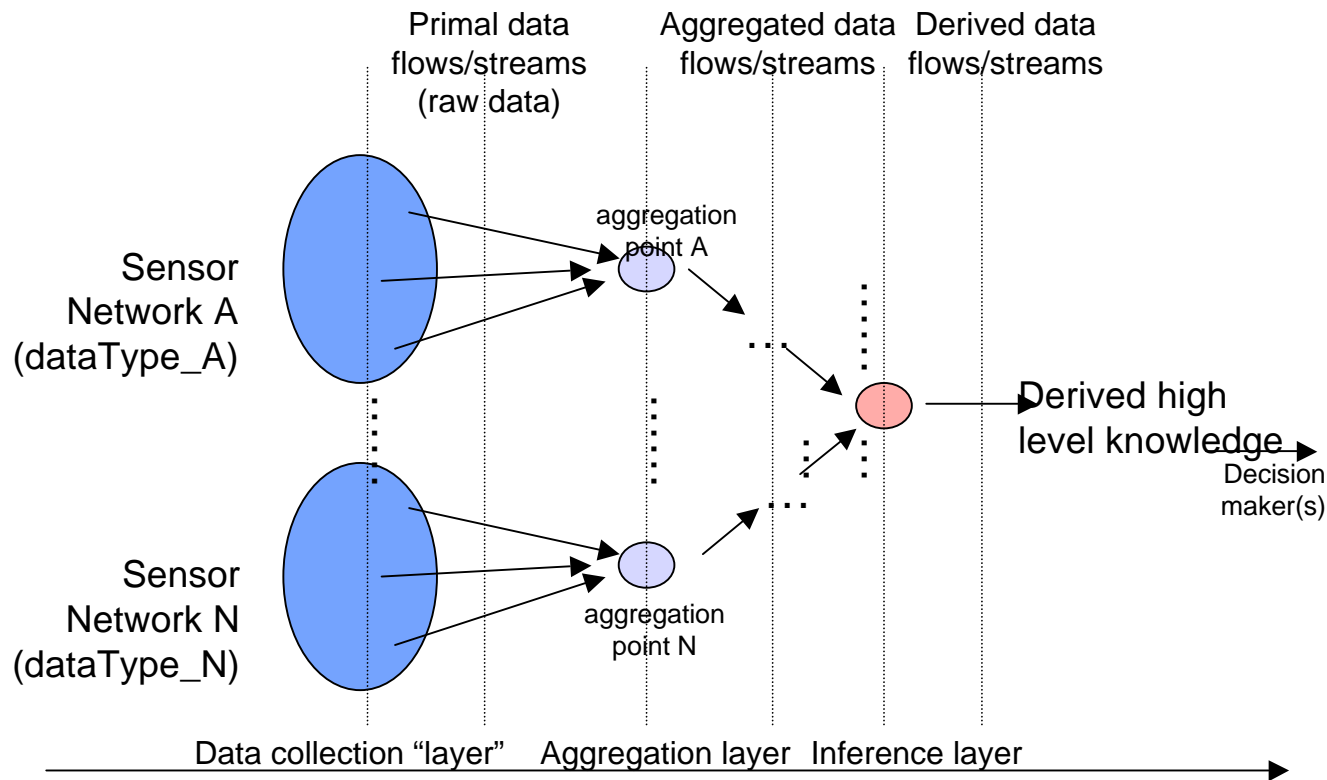 Primal data
flows/streams
(raw data)
Aggregated data
flows/streams
Derived data
flows/streams
aggregation
point A
Sensor
Network A
(dataType_A)
Derived high
level knowledge
Decision
maker(s)
Sensor
Network N
(dataType_N)
aggregation
point N
Data collection “layer”
Aggregation layer
Inference layer